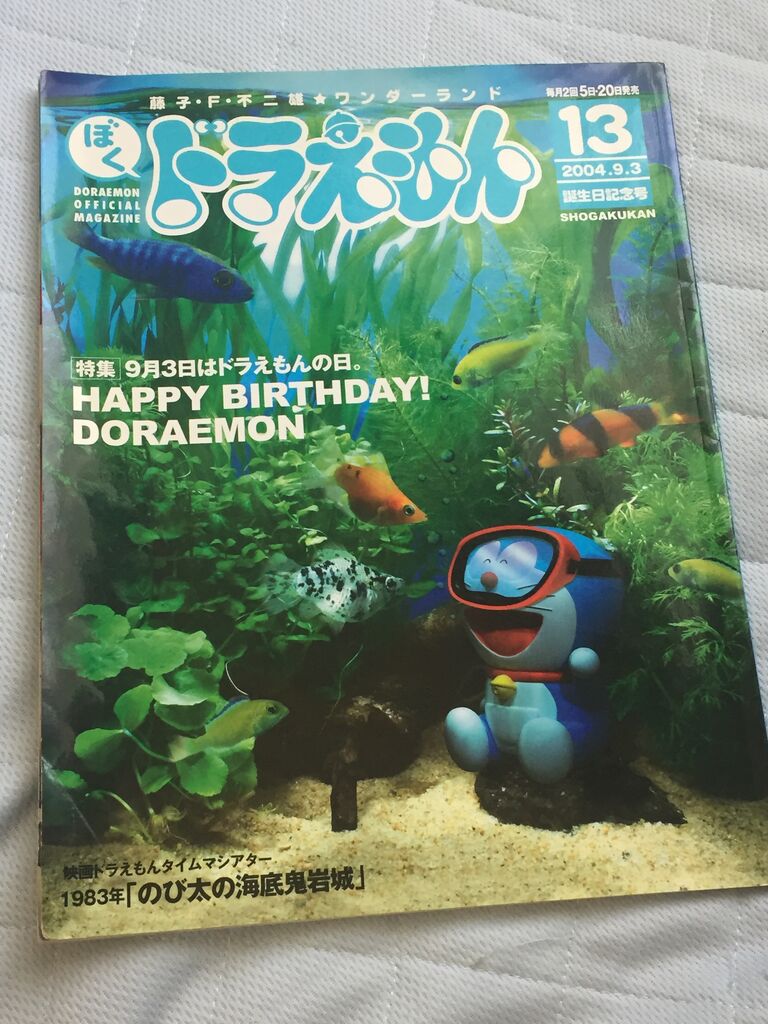 藤子・F・不二雄★ワンダーランド
毎月2回5日・20日発売
ぼく
ドラえもん
DORAEMON
OFFICIAL
MAGAZINE
13
2004.9.3
誕生日記念号
SHOGAKUKAN
特集 9月3日はドラえもんの日。
HAPPY BIRTHDAY!
DORAEMON
映画ドラえもんタイムマシアター
1983年「のび太の海底鬼岩城」